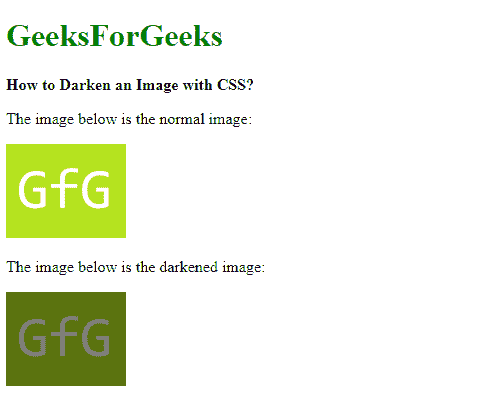 GeeksForGeeks
How to Darken an Image with CSS?
The image below is the normal image:
GfG
The image below is the darkened image:
GfG